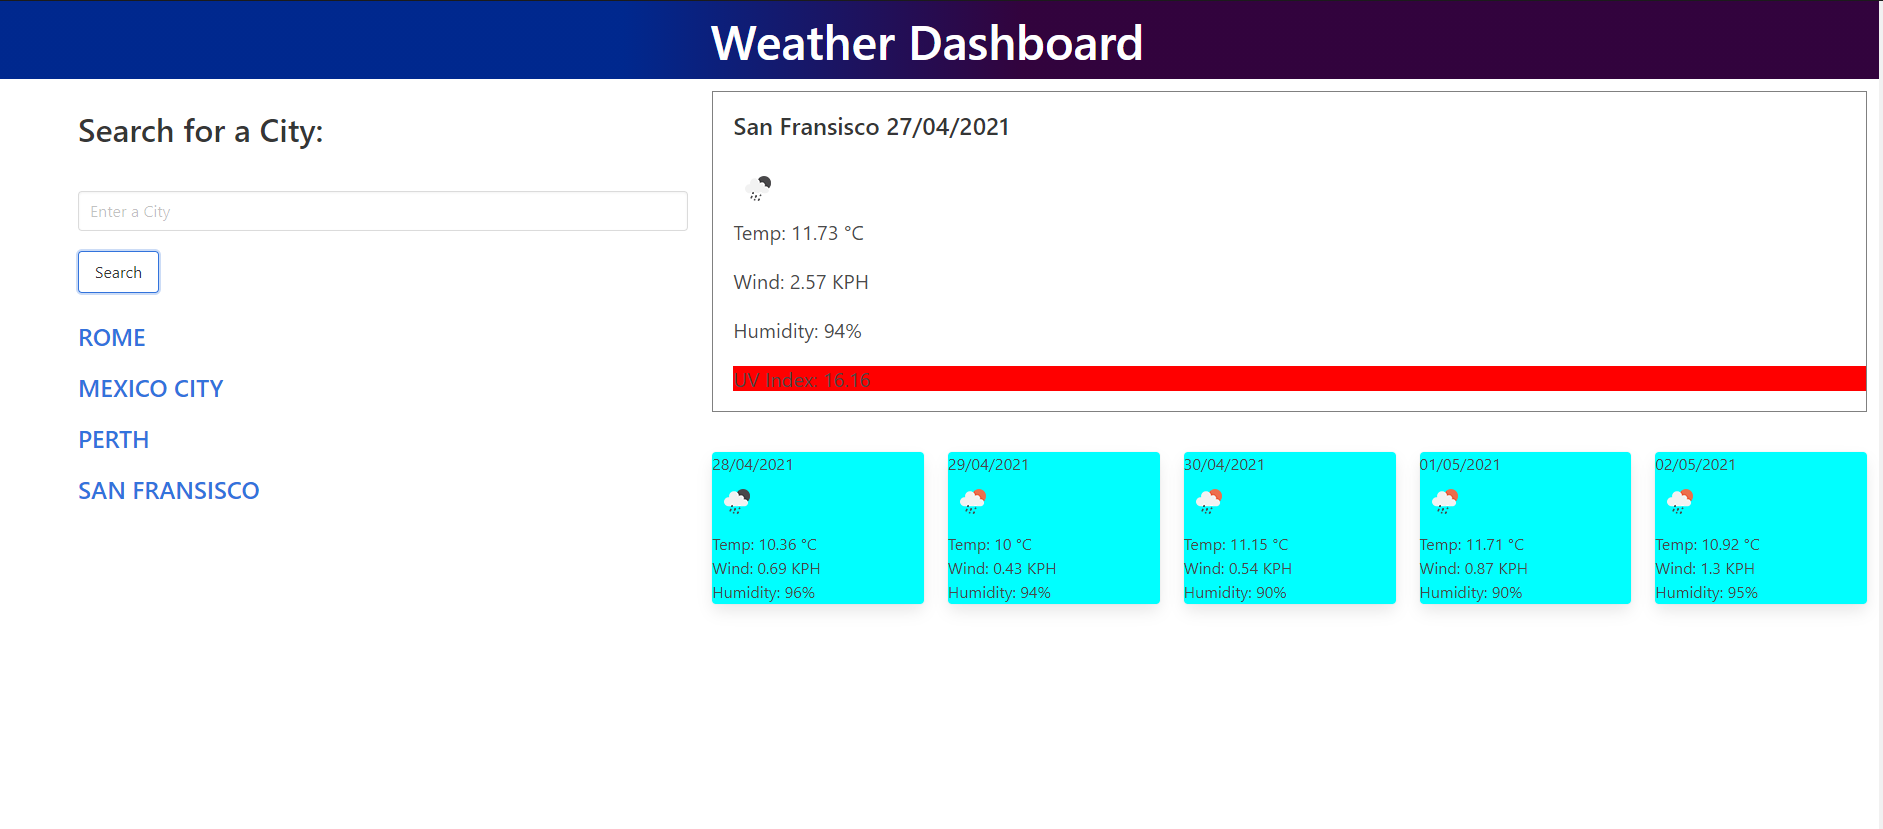 Weather Dashboard
Search for a City:
Enter a City
Search
ROME
MEXICO CITY
PERTH
SAN FRANSISCO
San Fransisco 27/04/2021
Temp: 11.73 °C
Wind: 2.57 KPH
Humidity: 94%
UV Index: 16.16
28/04/2021
Temp: 10.36 °C
Wind: 0.69 KPH
Humidity: 96%
29/04/2021
Temp: 10 °C
Wind: 0.43 KPH
Humidity: 94%
30/04/2021
Temp: 11.15 °C
Wind: 0.54 KPH
Humidity: 90%
01/05/2021
Temp: 11.71 °C
Wind: 0.87 KPH
Humidity: 90%
02/05/2021
Temp: 10.92 °C
Wind: 1.3 KPH
Humidity: 95%